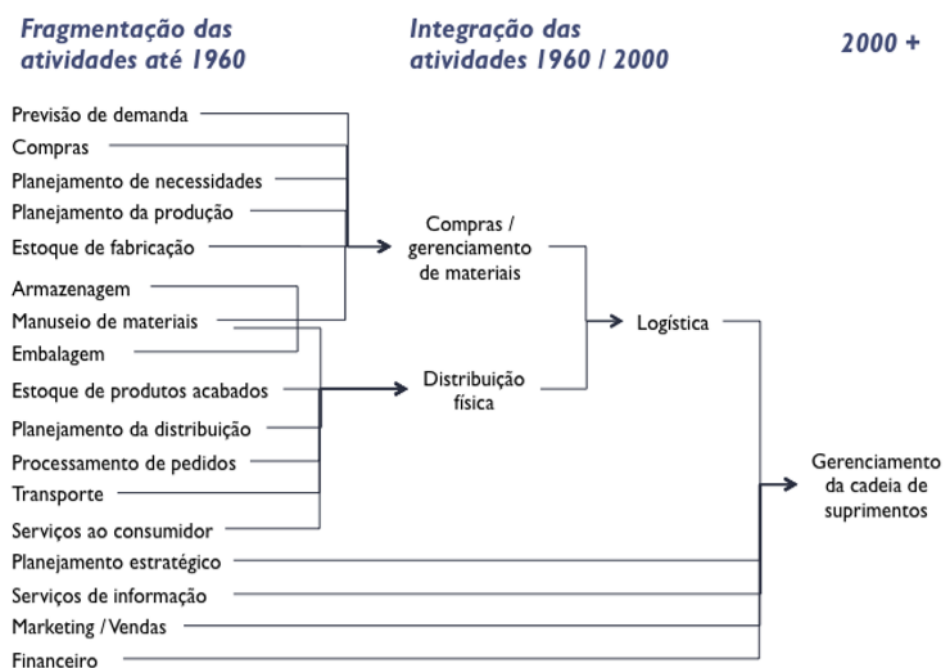 Fragmentação das
atividades até 1960
Integração das
atividades 1960 / 2000
2000 +
Previsão de demanda
Compras
Planejamento de necessidades
Planejamento da produção
Estoque de fabricação
Armazenagem
Manuseio de materiais
Embalagem
Estoque de produtos acabados
Planejamento da distribuição
Processamento de pedidos
Transporte
Serviços ao consumidor
Planejamento estratégico
Serviços de informação
Marketing / Vendas
Financeiro
Compras /
gerenciamento
de materiais
Distribuição
física
Logística
Gerenciamento
da cadeia de
suprimentos